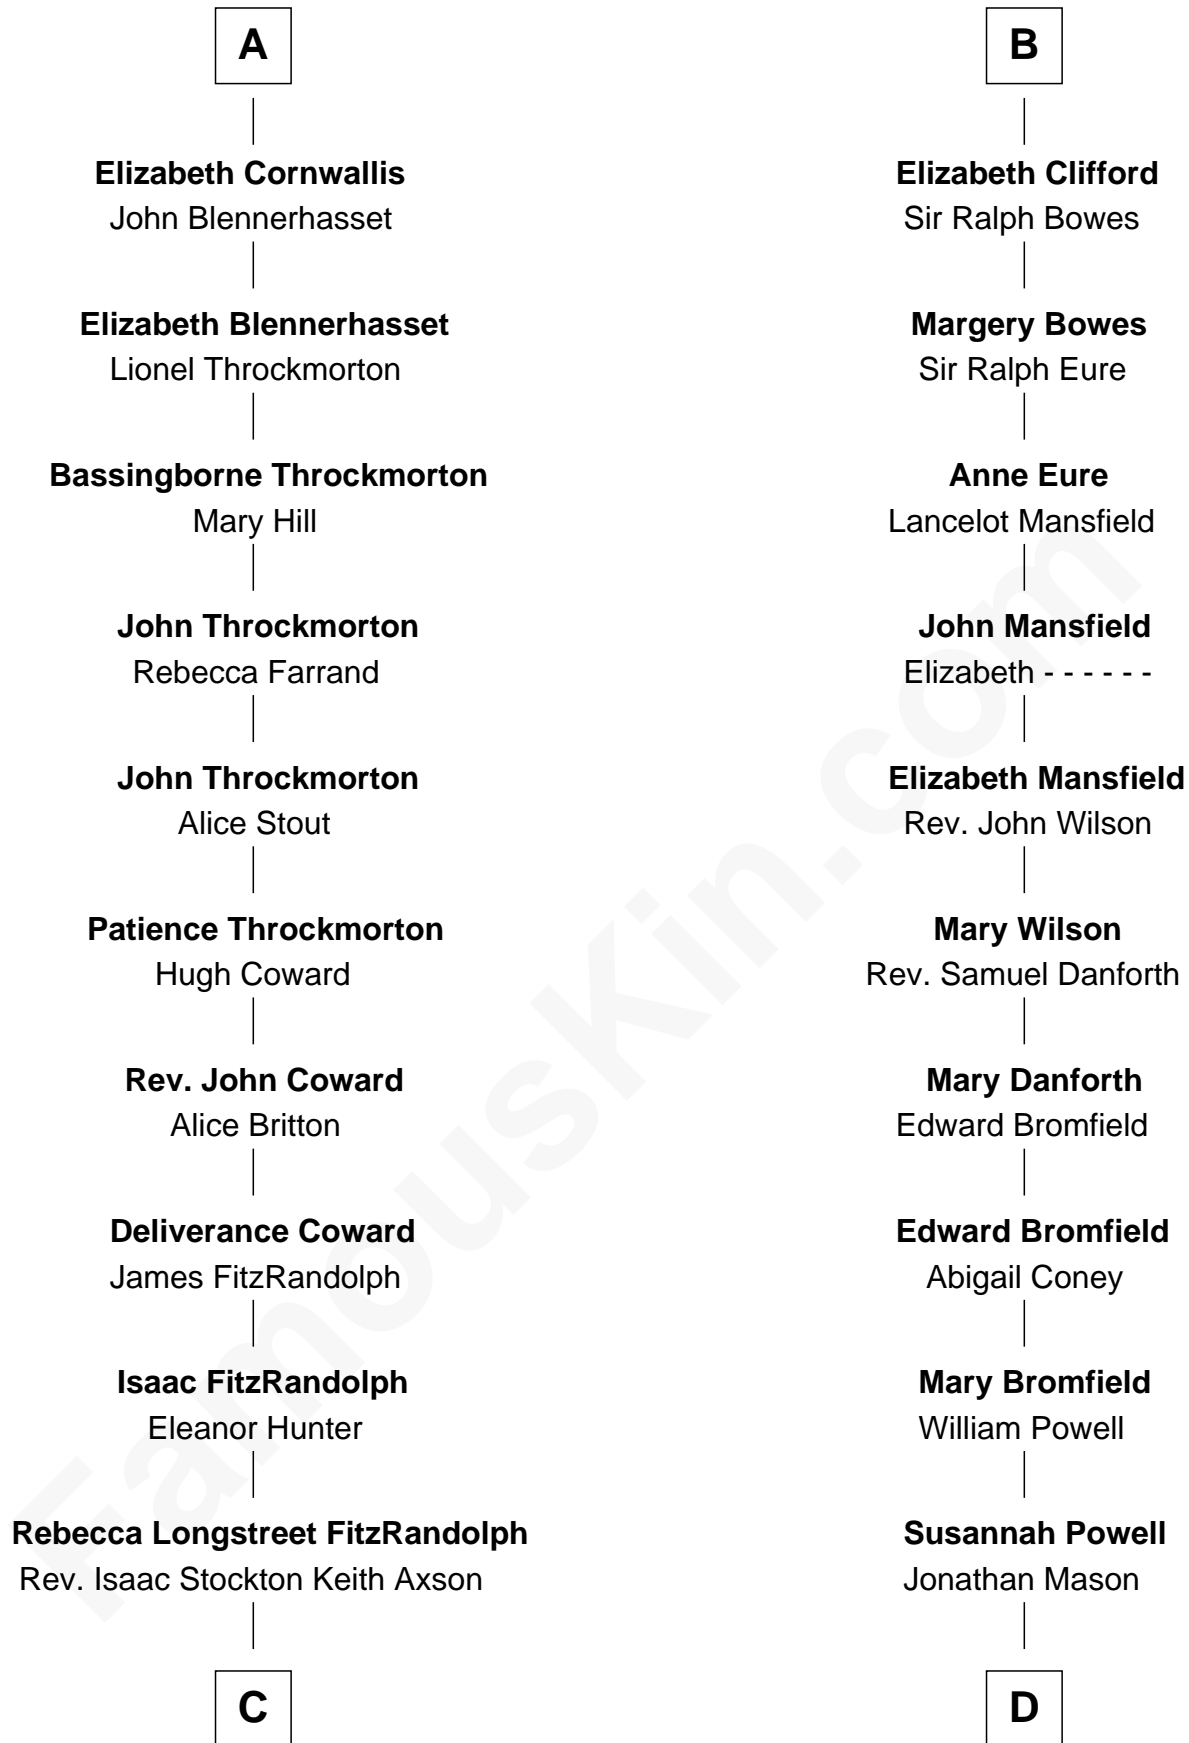 A
Elizabeth Cornwallis
John Blennerhasset
Elizabeth Blennerhasset
Lionel Throckmorton
Bassingborne Throckmorton
Mary Hill
John Throckmorton
Rebecca Farrand
John Throckmorton
Alice Stout
Patience Throckmorton
Hugh Coward
Rev. John Coward
Alice Britton
Deliverance Coward
James FitzRandolph
Isaac FitzRandolph
Eleanor Hunter
Rebecca Longstreet FitzRandolph
Rev. Isaac Stockton Keith Axson
C
B
Elizabeth Clifford
Sir Ralph Bowes
Margery Bowes
Sir Ralph Eure
Anne Eure
Lancelot Mansfield
John Mansfield
Elizabeth - - - - - -
Elizabeth Mansfield
Rev. John Wilson
Mary Wilson
Rev. Samuel Danforth
Mary Danforth
Edward Bromfield
Edward Bromfield
Abigail Coney
Mary Bromfield
William Powell
Susannah Powell
Jonathan Mason
D
FamousKin.com